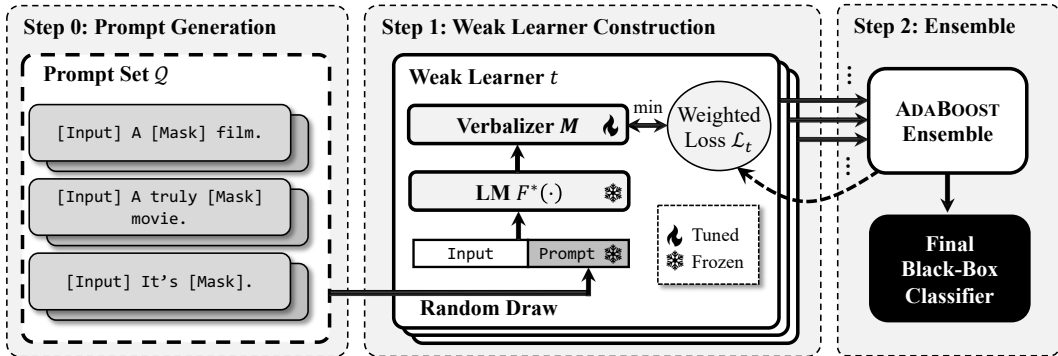 Step 0: Prompt Generation
Prompt Set Q
[Input] A [Mask] film.
[Input] A truly [Mask]
movie.
[Input] It's [Mask].
Step 1: Weak Learner Construction
Weak Learner t
Verbalizer M
min
Weighted
Loss ℒt
LM F*(·)
Input
Prompt
Random Draw
Tuned
Frozen
Step 2: Ensemble
...
ADABOOST
Ensemble
...
Final
Black-Box
Classifier